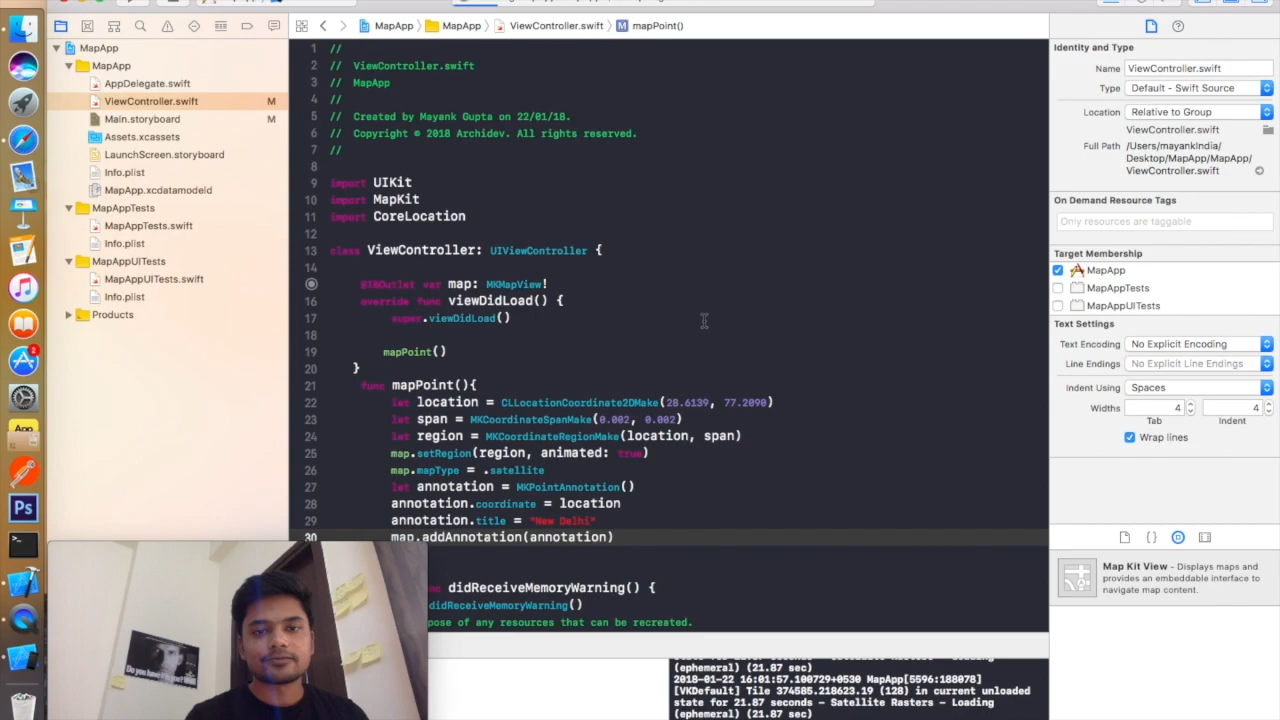 MapApp
MapApp
ViewController.swift
mapPoint()
MapApp
MapApp
AppDelegate.swift
ViewController.swift M
Main.storyboard M
Assets.xcassets
LaunchScreen.storyboard
Info.plist
MapApp.xcdatamodeld
MapAppTests
MapAppTests.swift
Info.plist
MapAppUITests
MapAppUITests.swift
Info.plist
Products
1 //
2 // ViewController.swift
3 // MapApp
4 //
5 // Created by Mayank Gupta on 22/01/18.
6 // Copyright © 2018 Archidev. All rights reserved.
7 //
8
9 import UIKit
10 import MapKit
11 import CoreLocation
12
13 class ViewController: UIViewController {
14
@IBOutlet var map: MKMapView!
16 override func viewDidLoad() {
17 super.viewDidLoad()
18
19 mapPoint()
20 }
21 func mapPoint(){
22 let location = CLLocationCoordinate2DMake(28.6139, 77.2090)
23 let span = MKCoordinateSpanMake(0.002, 0.002)
24 let region = MKCoordinateRegionMake(location, span)
25 map.setRegion(region, animated: true)
26 map.mapType = .satellite
27 let annotation = MKPointAnnotation()
28 annotation.coordinate = location
29 annotation.title = "New Delhi"
30 map.addAnnotation(annotation)
didReceiveMemoryWarning() {
didReceiveMemoryWarning()
pose of any resources that can be recreated.
(ephemeral) (21.87 sec)
2018-01-22 16:01:57.100729+0530 MapApp[5596:188078]
[VKDefault] Tile 374585.218623.19 (128) in current unloaded
state for 21.87 seconds - Satellite Rasters - Loading
(ephemeral) (21.87 sec)
Identity and Type
Name ViewController.swift
Type Default - Swift Source
Location Relative to Group
ViewController.swift
Full Path /Users/mayankIndia/
Desktop/MapApp/MapApp/
ViewController.swift
On Demand Resource Tags
Only resources are taggable
Target Membership
MapApp
MapAppTests
MapAppUITests
Text Settings
Text Encoding No Explicit Encoding
Line Endings No Explicit Line Endings
Indent Using Spaces
Widths 4 4
Tab Indent
Wrap lines
Map Kit View - Displays maps and
provides an embeddable interface to
navigate map content.
2
App
Ps